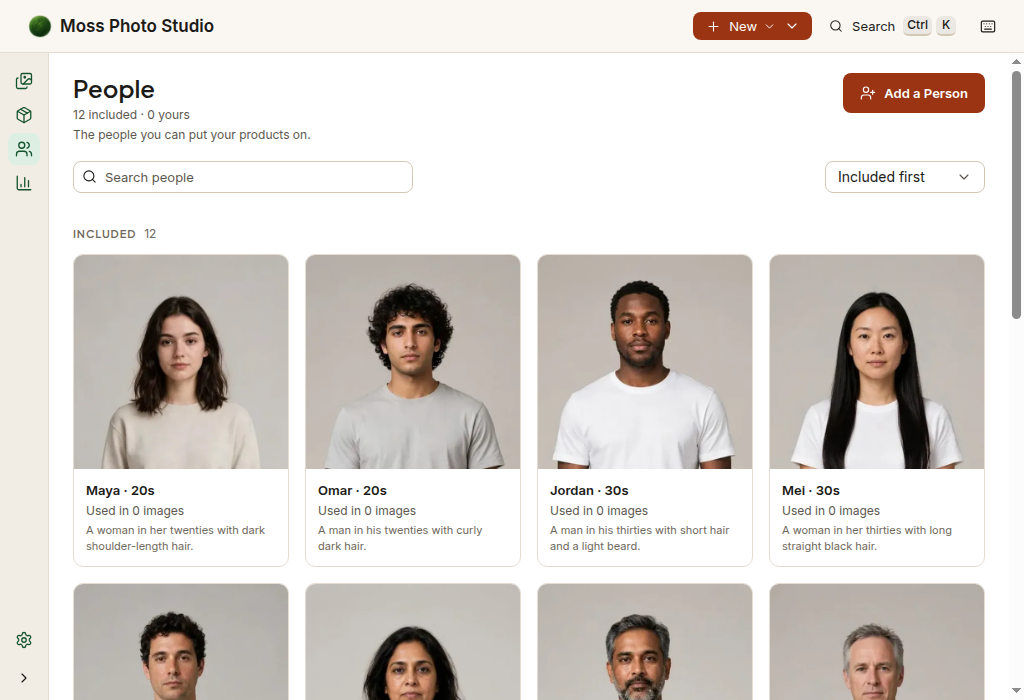 Moss Photo Studio
New
Search
Ctrl
K
People
12 included · 0 yours
The people you can put your products on.
Add a Person
Search people
Included first
INCLUDED 12
Maya · 20s
Used in 0 images
A woman in her twenties with dark
shoulder-length hair.
Omar · 20s
Used in 0 images
A man in his twenties with curly
dark hair.
Jordan · 30s
Used in 0 images
A man in his thirties with short hair
and a light beard.
Mei · 30s
Used in 0 images
A woman in her thirties with long
straight black hair.